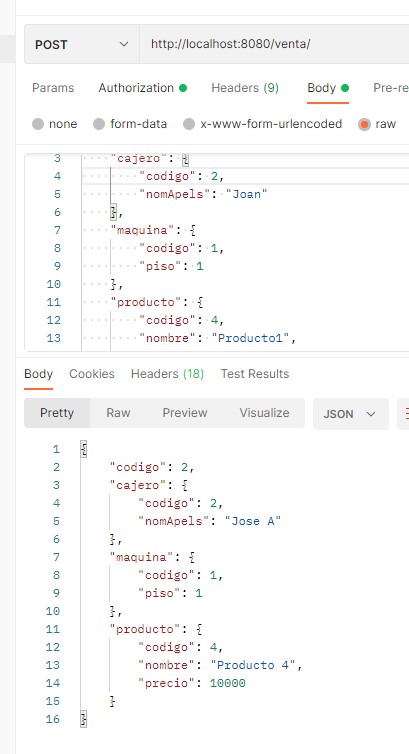 POST http://localhost:8080/venta/
Params Authorization Headers (9) Body Pre-re
none form-data x-www-form-urlencoded raw
3 "cajero": {
4 "codigo": 2,
5 "nomApels": "Joan"
6 },
7 "maquina": {
8 "codigo": 1,
9 "piso": 1
10 },
11 "producto": {
12 "codigo": 4,
13 "nombre": "Producto1",
Body Cookies Headers (18) Test Results
Pretty Raw Preview Visualize JSON
1 {
2 "codigo": 2,
3 "cajero": {
4 "codigo": 2,
5 "nomApels": "Jose A"
6 },
7 "maquina": {
8 "codigo": 1,
9 "piso": 1
10 },
11 "producto": {
12 "codigo": 4,
13 "nombre": "Producto 4",
14 "precio": 10000
15 }
16 }